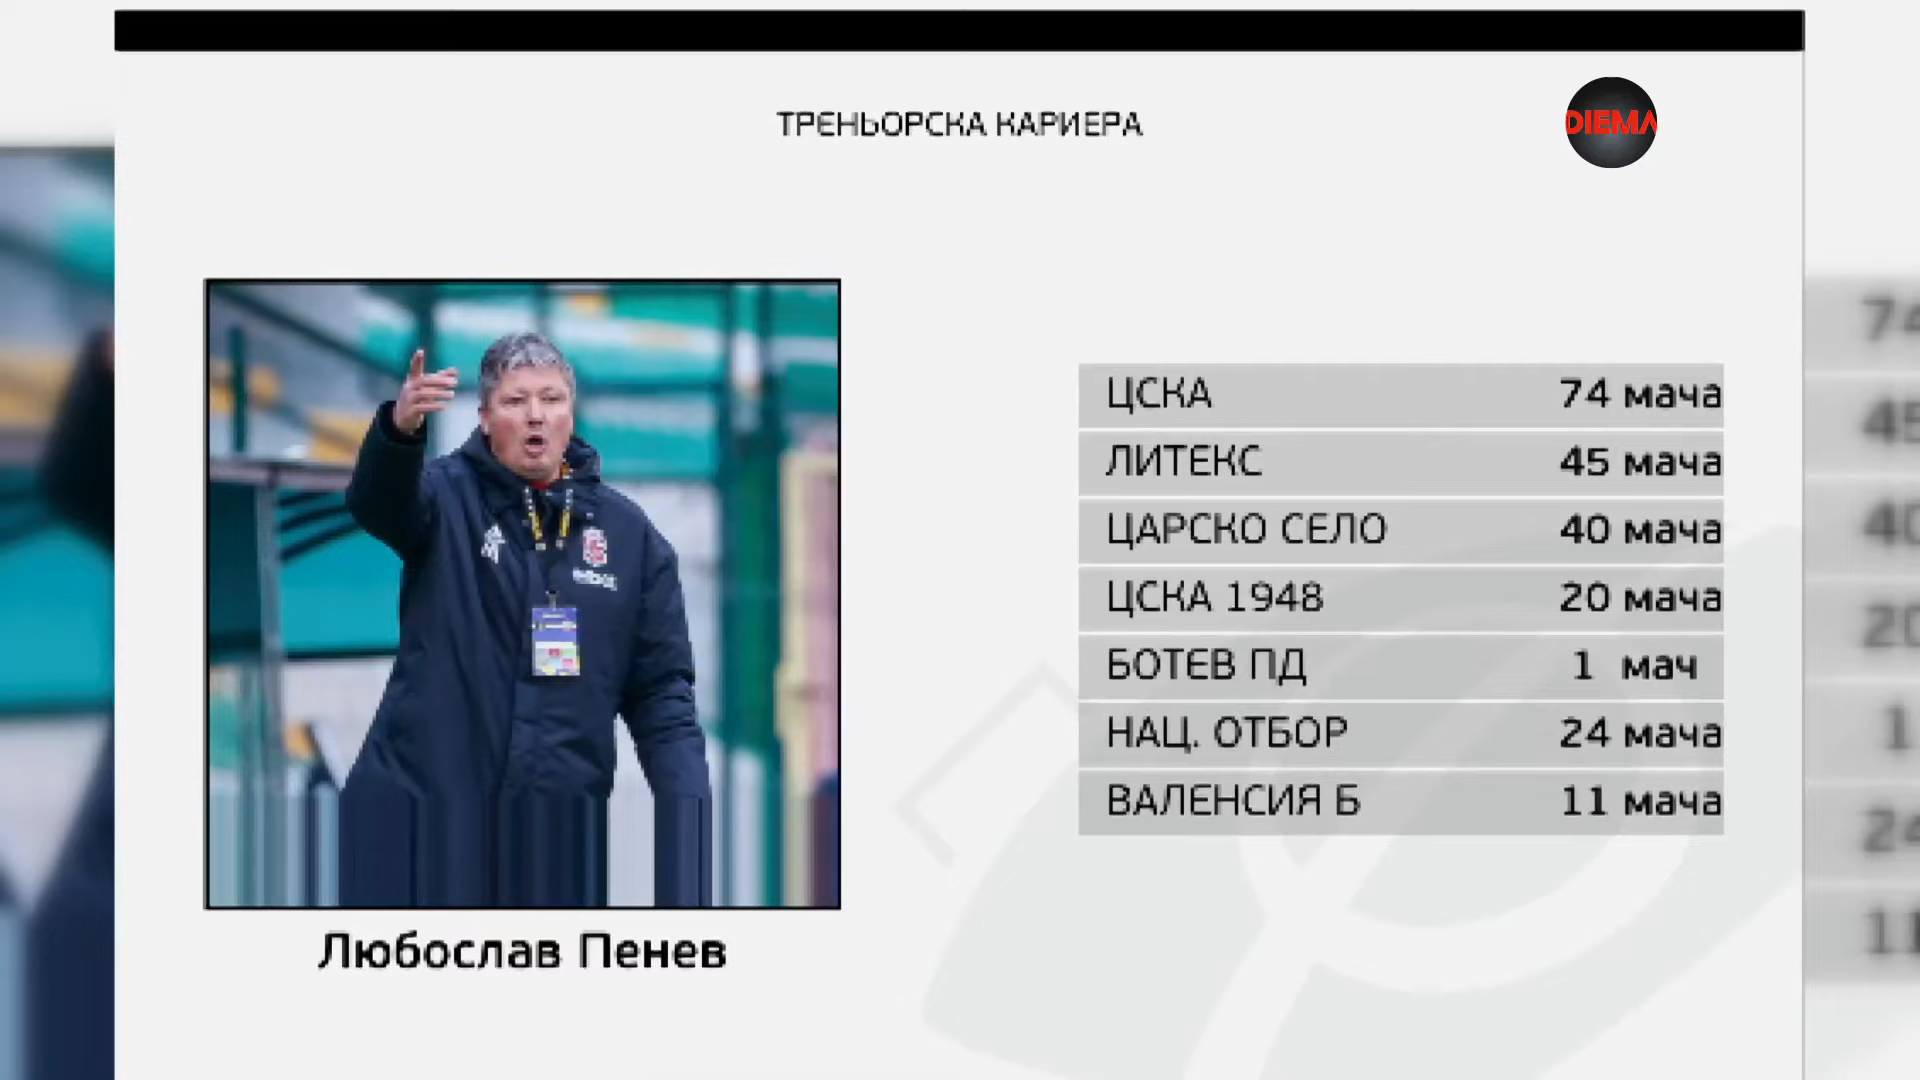 ТРЕНЬОРСКА КАРИЕРА
DIEMA
ЦСКА 74 мача
ЛИТЕКС 45 мача
ЦАРСКО СЕЛО 40 мача
ЦСКА 1948 20 мача
БОТЕВ ПД 1 мач
НАЦ. ОТБОР 24 мача
ВАЛЕНСИЯ Б 11 мача
Любослав Пенев